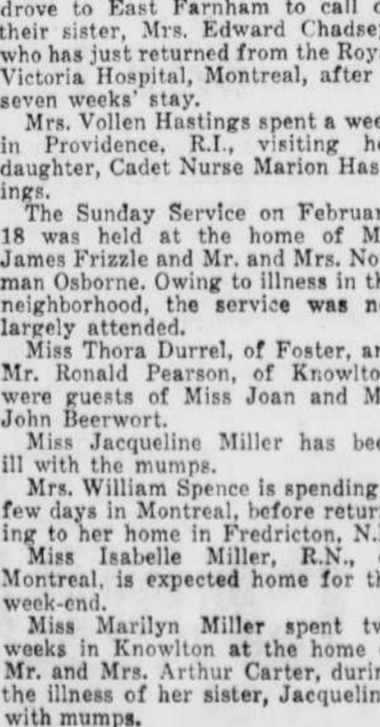 drove to East Farnham to call o
their sister, Mrs. Edward Chadsey
who has just returned from the Roya
Victoria Hospital, Montreal, after
seven weeks' stay.
Mrs. Vollen Hastings spent a wee
in Providence, R.I., visiting he
daughter, Cadet Nurse Marion Hast
ings.
The Sunday Service on Februar
18 was held at the home of M
James Frizzle and Mr. and Mrs. No
man Osborne. Owing to illness in th
neighborhood, the service was n
largely attended.
Miss Thora Durrel, of Foster, an
Mr. Ronald Pearson, of Knowlto
were guests of Miss Joan and M
John Beerwort.
Miss Jacqueline Miller has bee
ill with the mumps.
Mrs. William Spence is spending
few days in Montreal, before return
ing to her home in Fredricton, N.
Miss Isabelle Miller, R.N.,
Montreal, is expected home for th
week-end.
Miss Marilyn Miller spent tw
weeks in Knowlton at the home
Mr. and Mrs. Arthur Carter, durin
the illness of her sister, Jacquelin
with mumps.